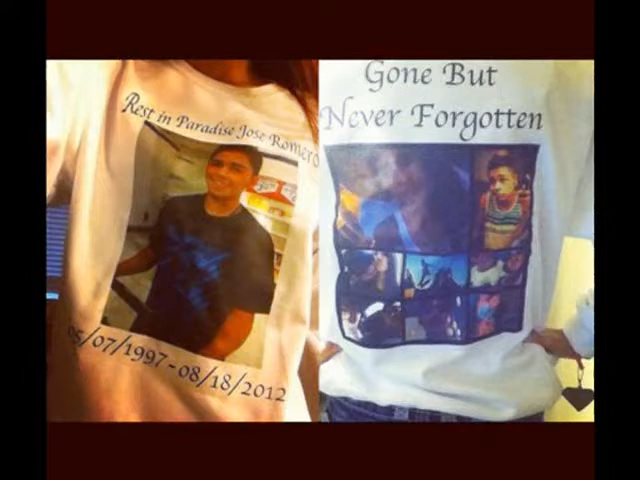 Rest in Paradise Jose Romero
05/07/1997 - 08/18/2012
Gone But
Never Forgotten